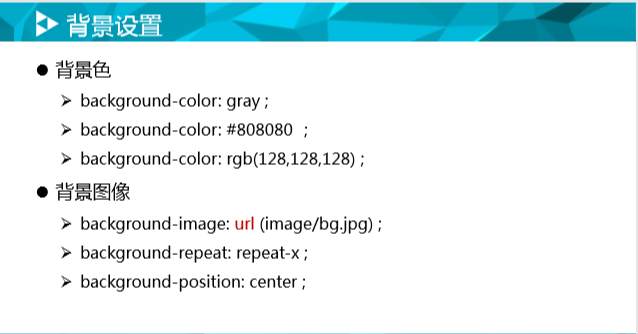 背景设置
背景色
background-color: gray ;
background-color: #808080  ;
background-color: rgb(128,128,128) ;
背景图像
background-image: url (image/bg.jpg) ;
background-repeat: repeat-x ;
background-position: center ;